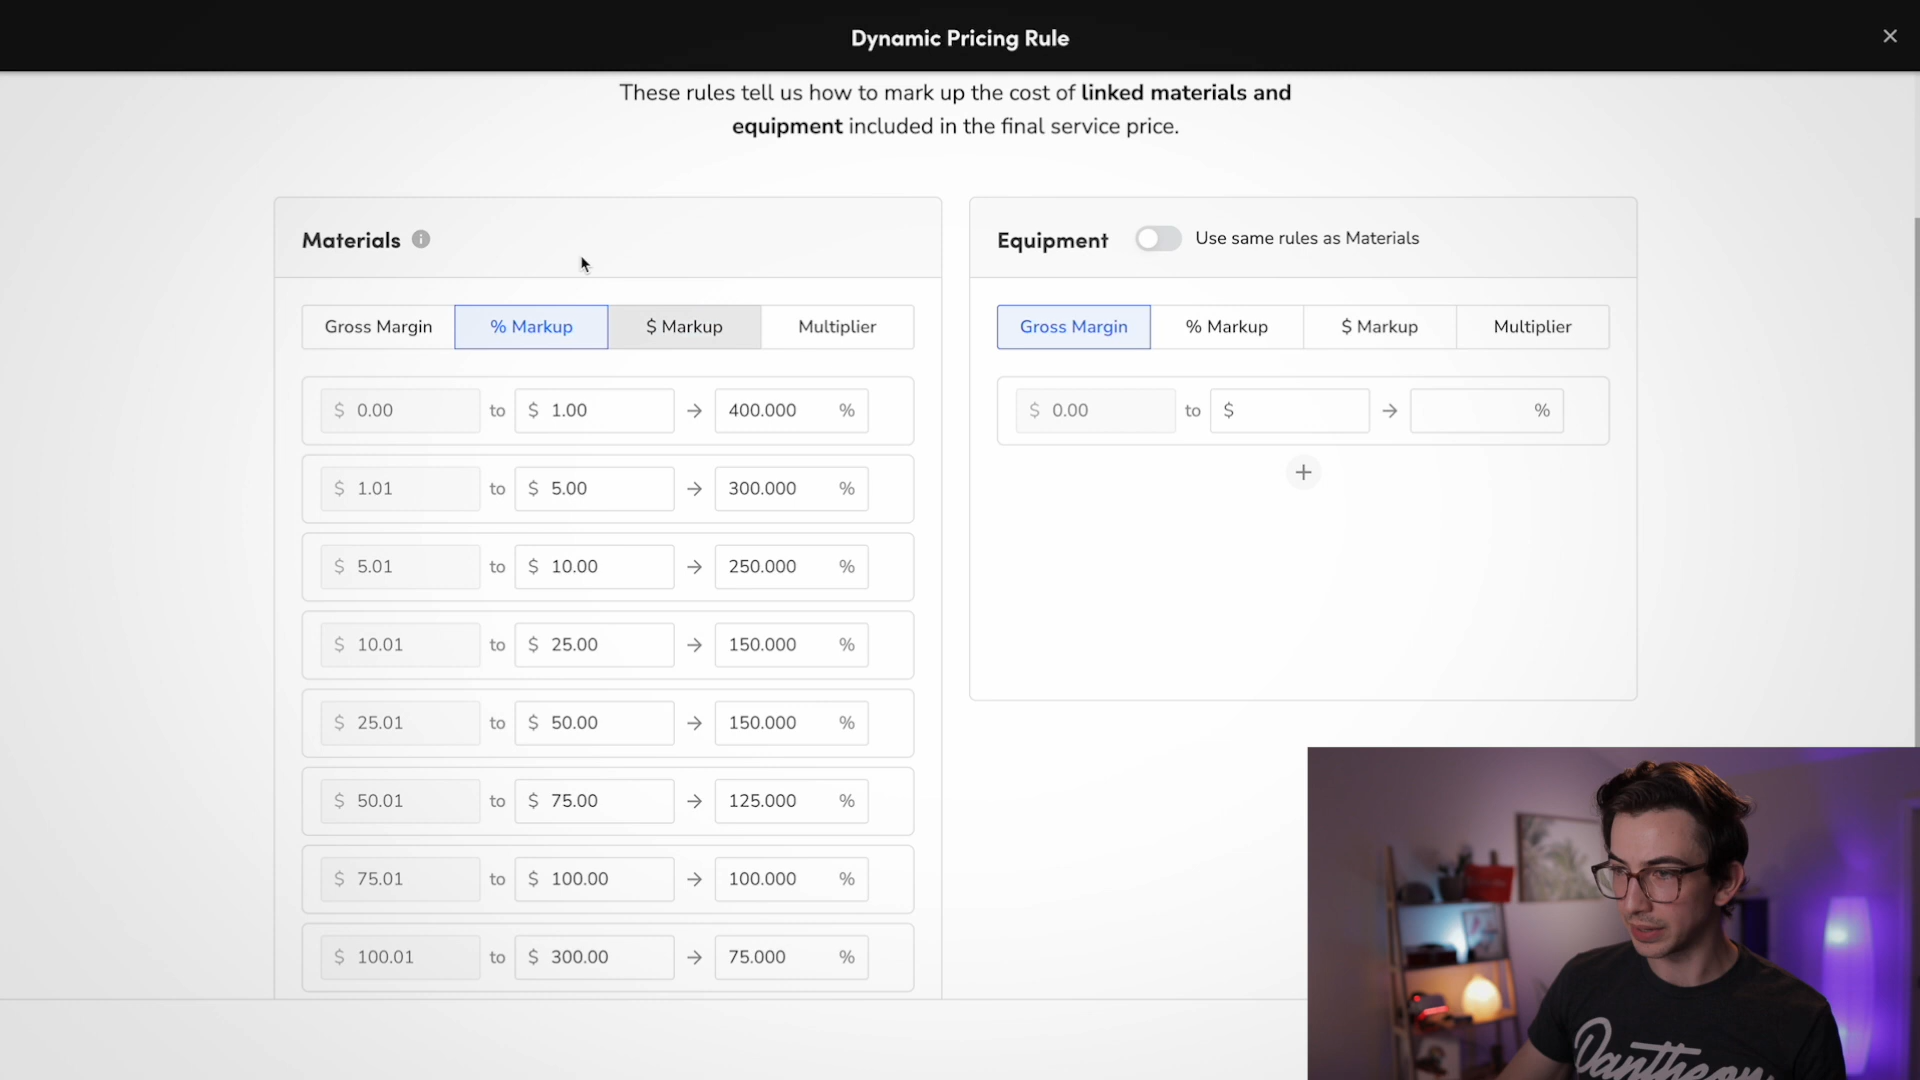 Dynamic Pricing Rule
These rules tell us how to mark up the cost of linked materials and
equipment included in the final service price.
Materials
Gross Margin % Markup $ Markup Multiplier
$ 0.00 to $ 1.00 → 400.000 %
$ 1.01 to $ 5.00 → 300.000 %
$ 5.01 to $ 10.00 → 250.000 %
$ 10.01 to $ 25.00 → 150.000 %
$ 25.01 to $ 50.00 → 150.000 %
$ 50.01 to $ 75.00 → 125.000 %
$ 75.01 to $ 100.00 → 100.000 %
$ 100.01 to $ 300.00 → 75.000 %
Equipment Use same rules as Materials
Gross Margin % Markup $ Markup Multiplier
$ 0.00 to $ → %
+
Pantheon